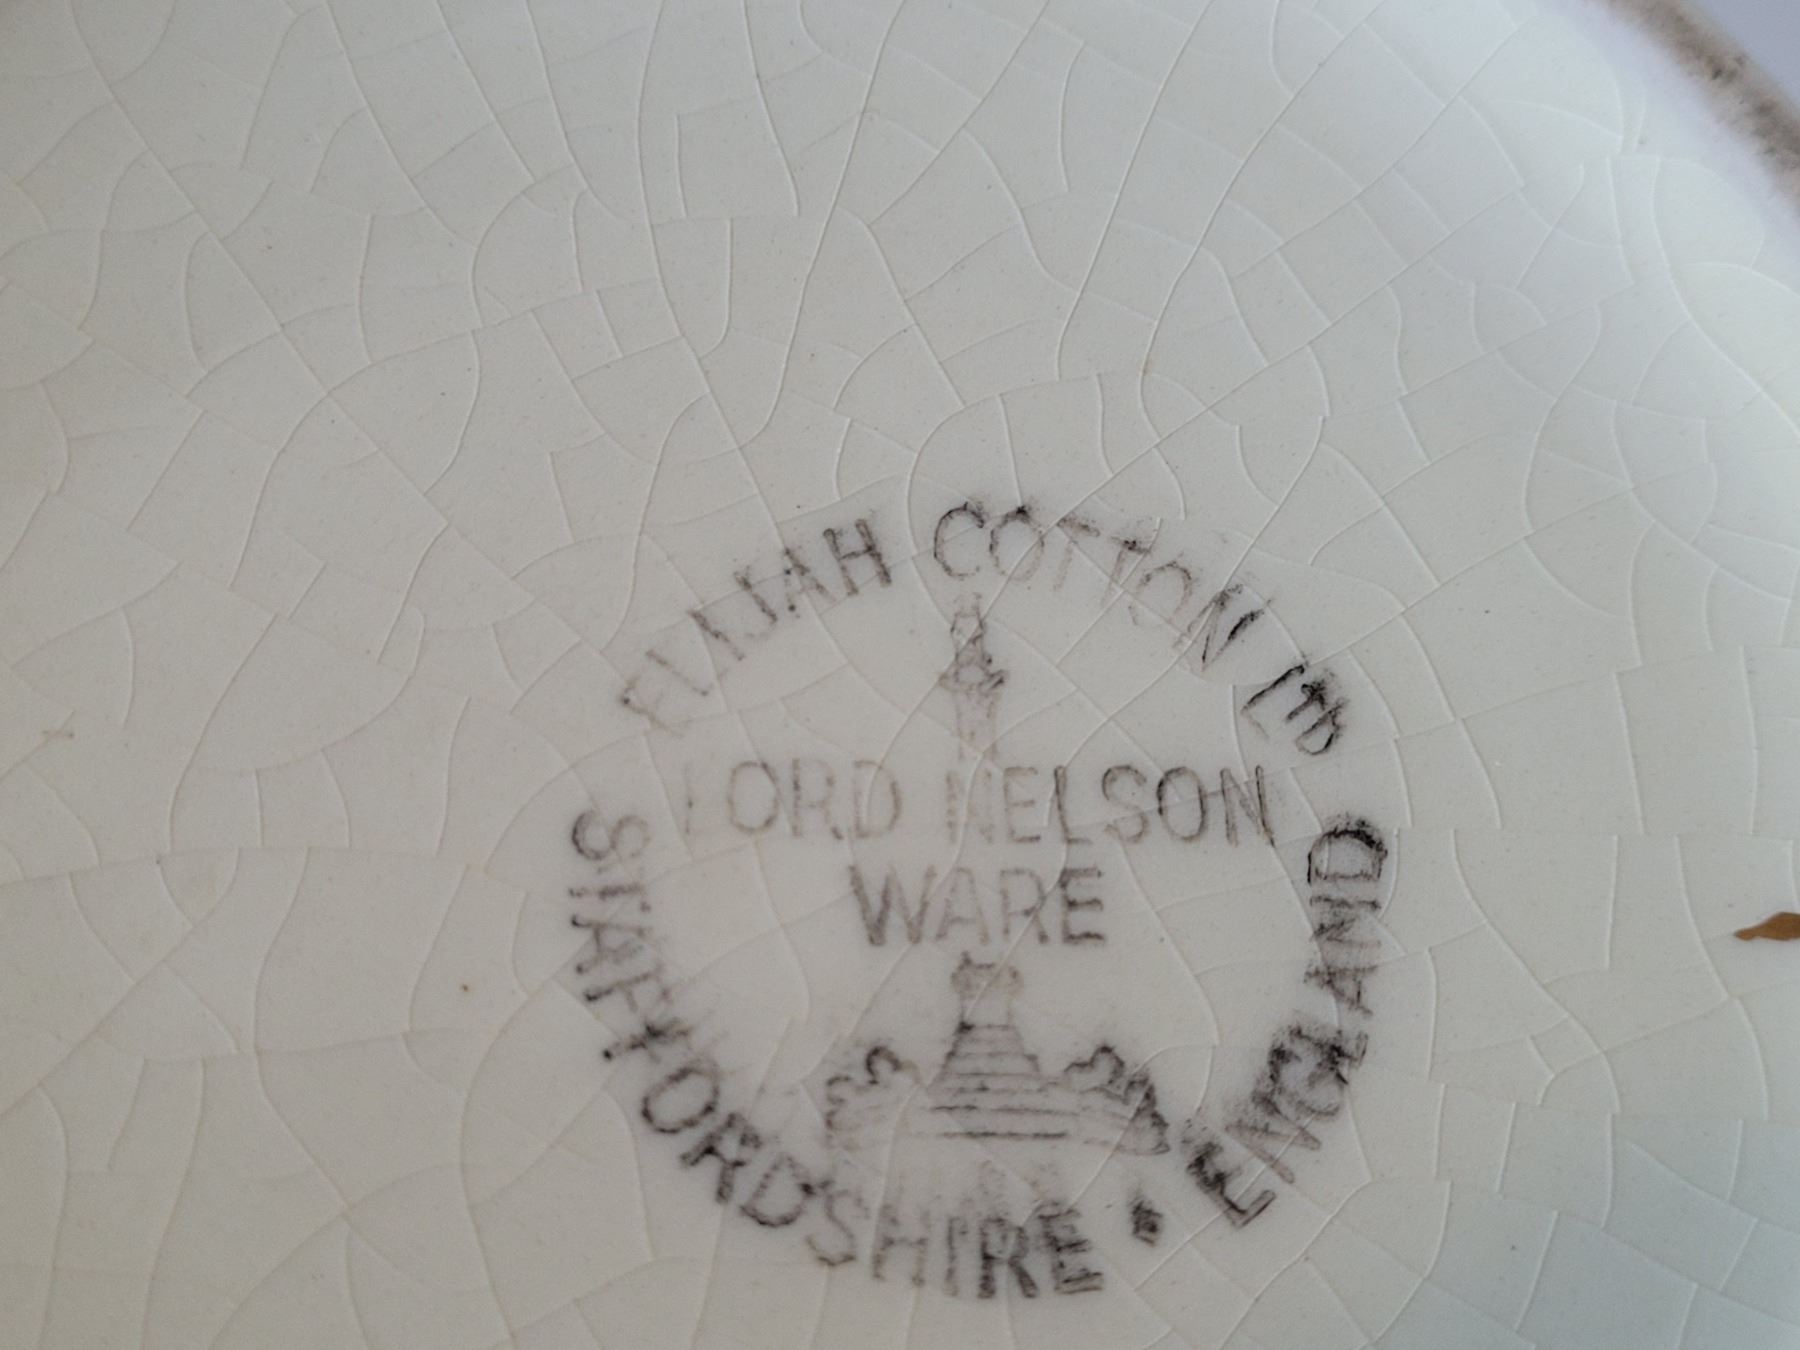 ELIJAH COTTON LTD
LORD NELSON
WARE
STAFFORDSHIRE • ENGLAND